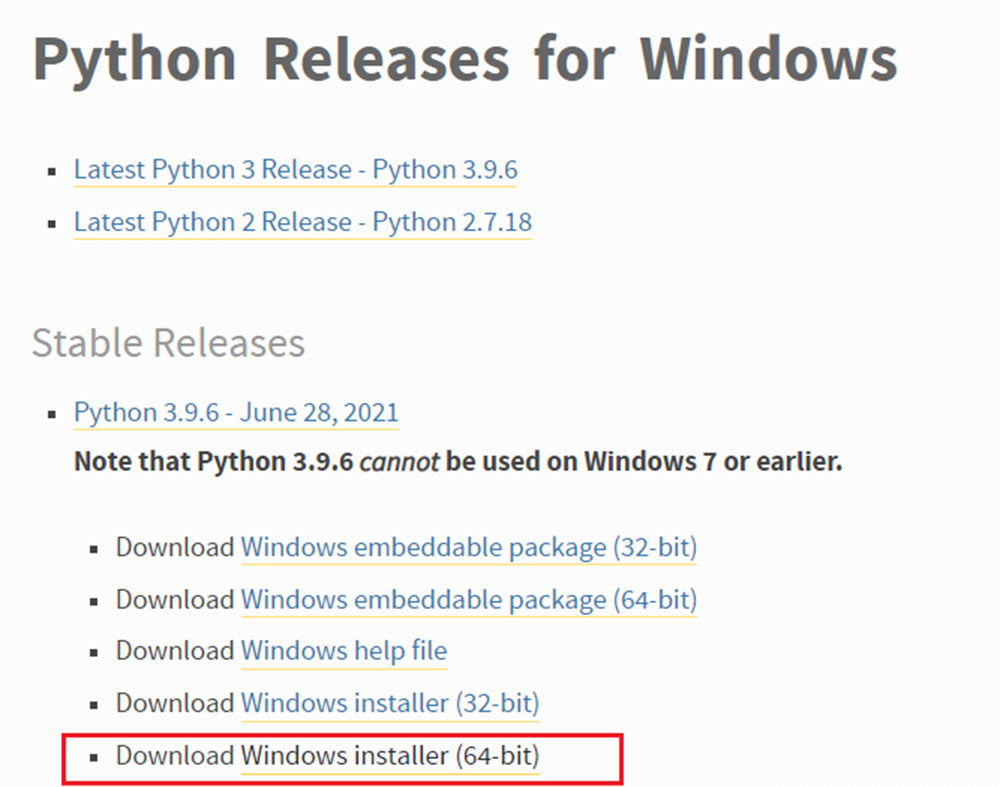 Python Releases for Windows
Latest Python 3 Release - Python 3.9.6
Latest Python 2 Release - Python 2.7.18
Stable Releases
Python 3.9.6 - June 28, 2021
Note that Python 3.9.6 cannot be used on Windows 7 or earlier.
Download Windows embeddable package (32-bit)
Download Windows embeddable package (64-bit)
Download Windows help file
Download Windows installer (32-bit)
Download Windows installer (64-bit)